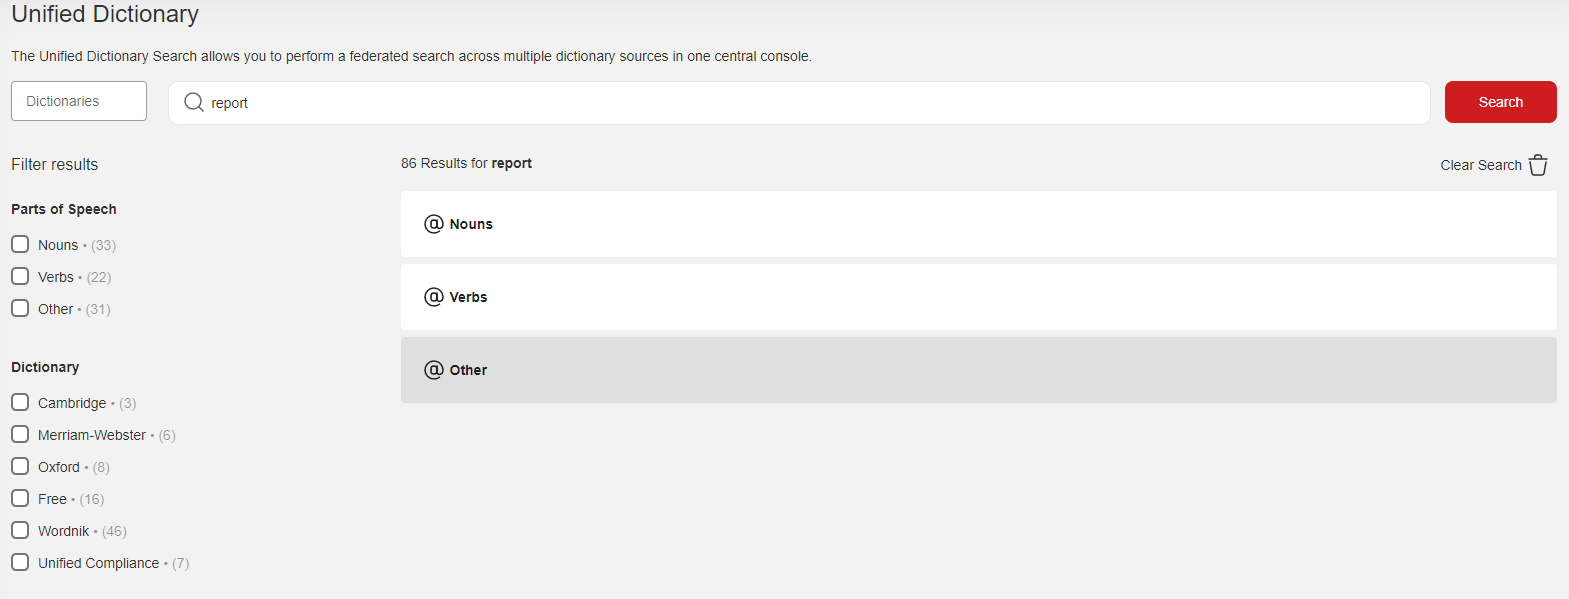 Unified Dictionary
The Unified Dictionary Search allows you to perform a federated search across multiple dictionary sources in one central console.
Dictionaries
report
Search
Filter results
86 Results for report
Clear Search
Parts of Speech
Nouns • (33)
Verbs • (22)
Other • (31)
Dictionary
Cambridge • (3)
Merriam-Webster • (6)
Oxford • (8)
Free • (16)
Wordnik • (46)
Unified Compliance • (7)
@ Nouns
@ Verbs
@ Other